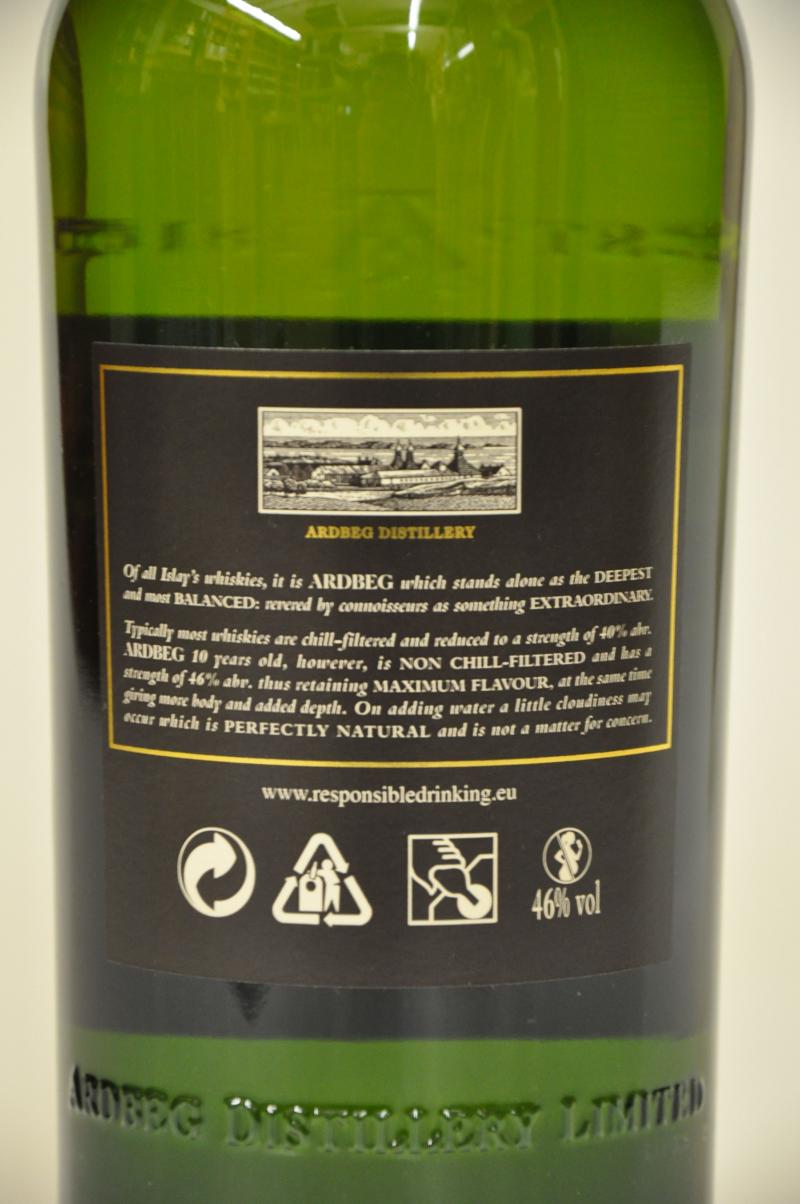 ARDBEG DISTILLERY
Of all Islay's whiskies, it is ARDBEG which stands alone as the DEEPEST
and most BALANCED: revered by connoisseurs as something EXTRAORDINARY.
Typically most whiskies are chill-filtered and reduced to a strength of 40% abv.
ARDBEG 10 years old, however, is NON CHILL-FILTERED and has a
strength of 46% abv. thus retaining MAXIMUM FLAVOUR, at the same time
giving more body and added depth. On adding water a little cloudiness may
occur which is PERFECTLY NATURAL and is not a matter for concern.
www.responsibledrinking.eu
46% vol
ARDBEG DISTILLERY LIMITED